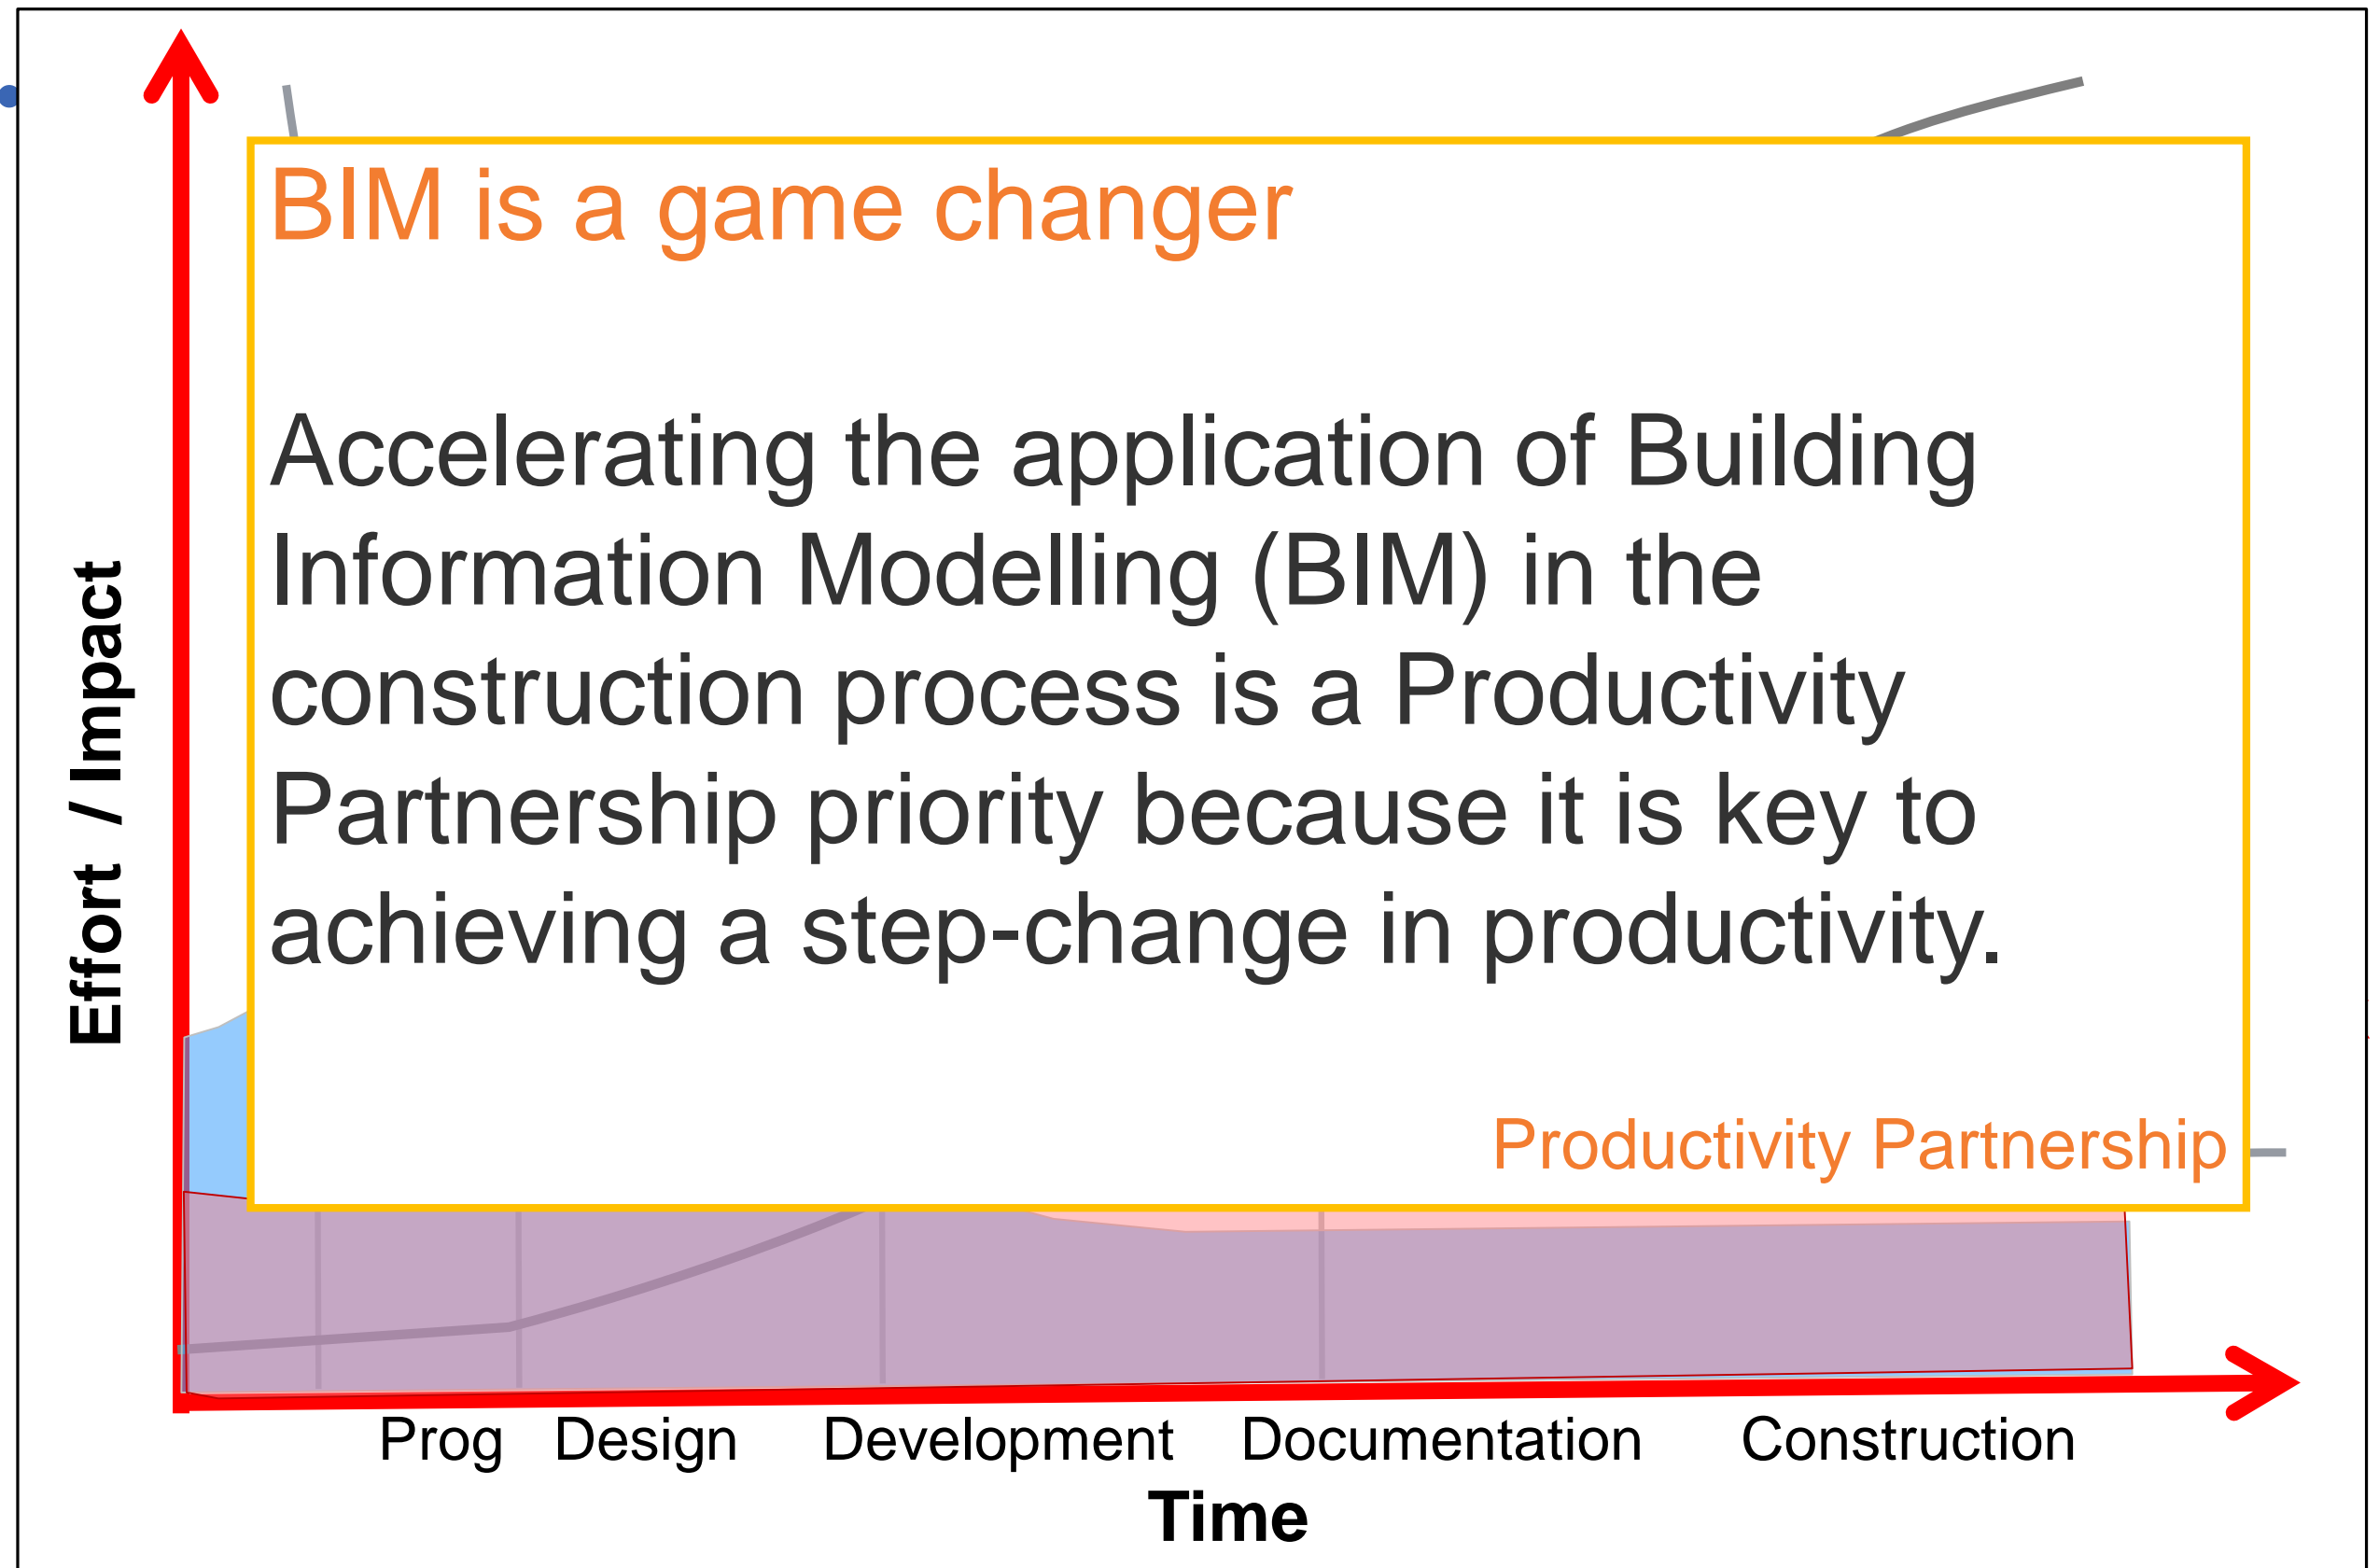 BIM is a game changer
Accelerating the application of Building
Information Modelling (BIM) in the
construction process is a Productivity
Partnership priority because it is key to
achieving a step-change in productivity.
Productivity Partnership
Effort / Impact
Prog Design Development Documentation Construction
Time